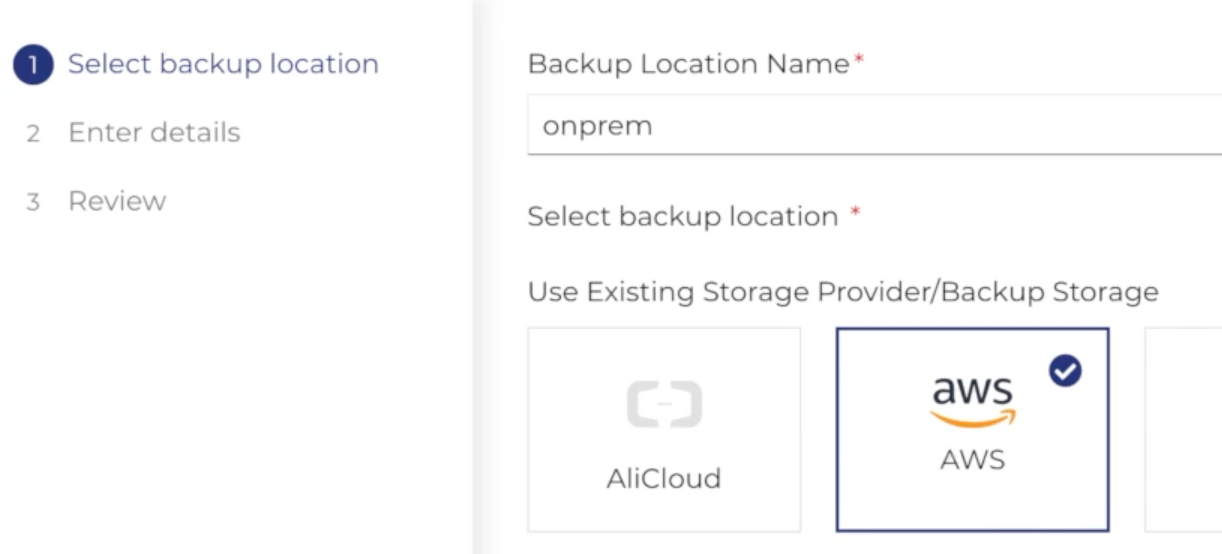 1 Select backup location
2 Enter details
3 Review
Backup Location Name*
onprem
Select backup location *
Use Existing Storage Provider/Backup Storage
AliCloud
aws
AWS